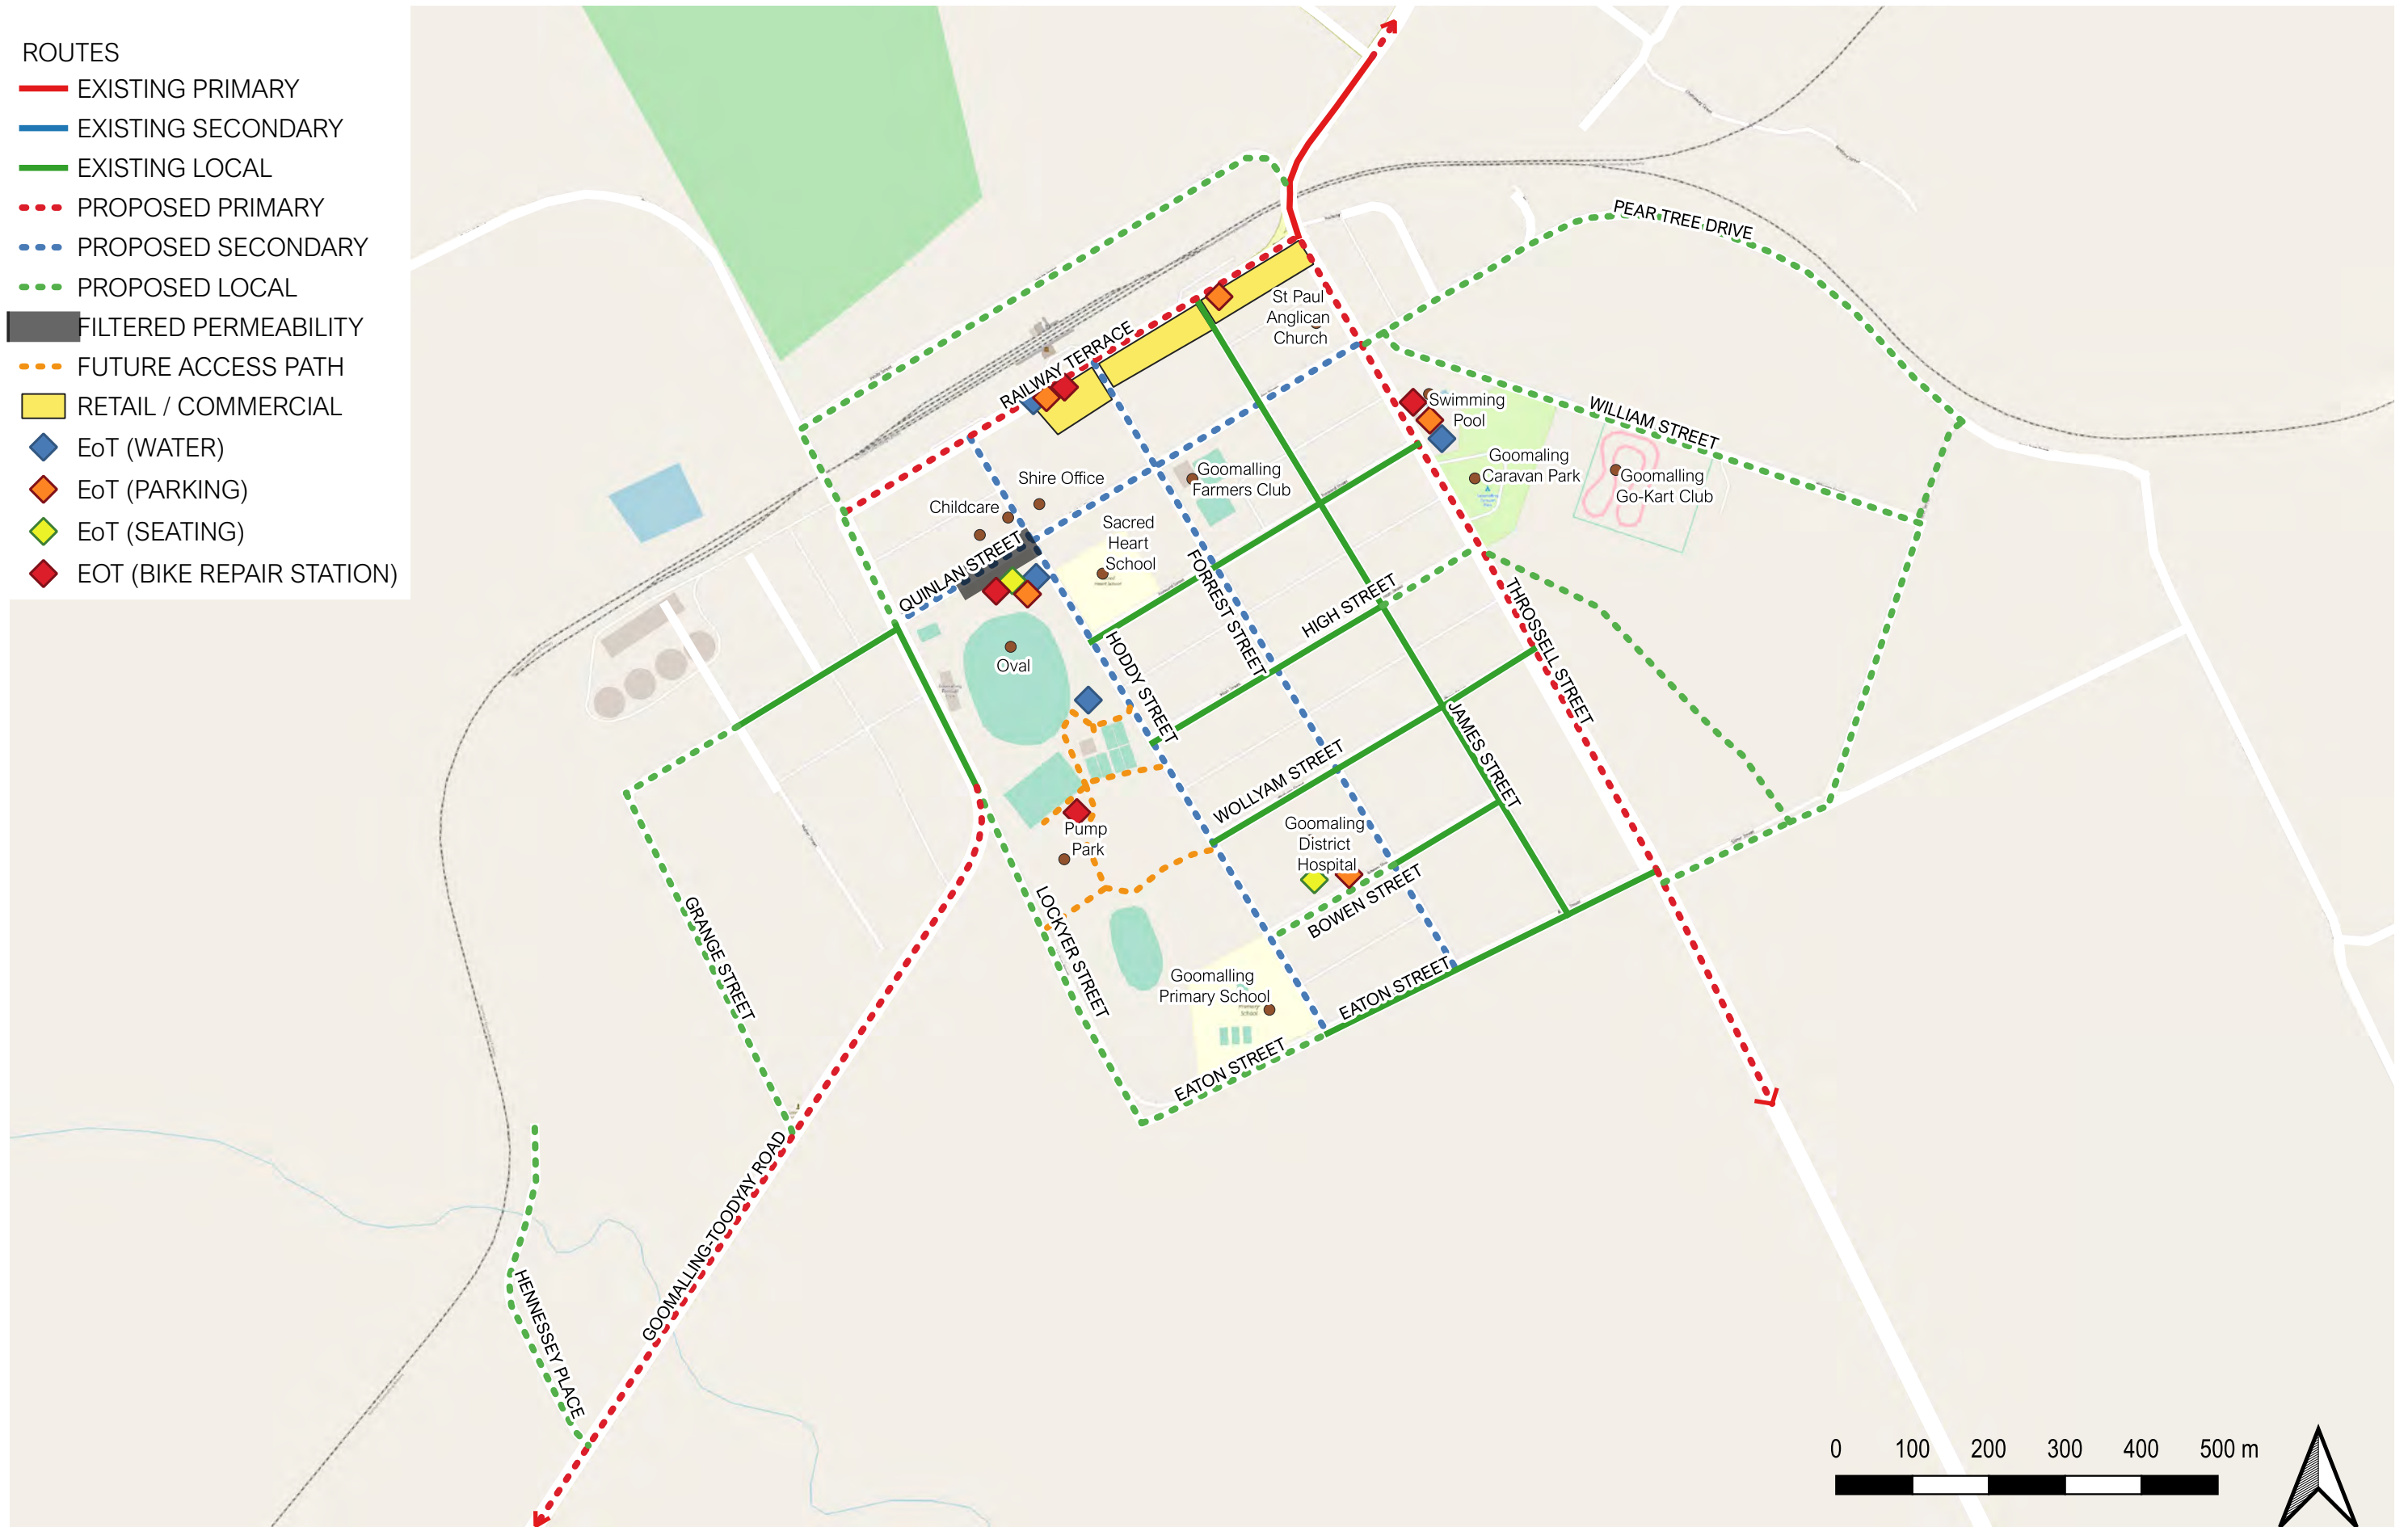 ROUTES
EXISTING PRIMARY
EXISTING SECONDARY
EXISTING LOCAL
PROPOSED PRIMARY
PROPOSED SECONDARY
PROPOSED LOCAL
FILTERED PERMEABILITY
FUTURE ACCESS PATH
RETAIL / COMMERCIAL
EoT (WATER)
EoT (PARKING)
EoT (SEATING)
EOT (BIKE REPAIR STATION)
PEAR TREE DRIVE
St Paul
Anglican
Church
RAILWAY TERRACE
Swimming
Pool
WILLIAM STREET
Goomaling
Caravan Park
Goomalling
Go-Kart Club
Goomalling
Farmers Club
Shire Office
Childcare
Sacred
Heart
School
QUINLAN STREET
FORREST STREET
HIGH STREET
THROSSELL STREET
HODDY STREET
Oval
JAMES STREET
WOLLYAM STREET
Pump
Park
Goomaling
District
Hospital
BOWEN STREET
LOCKYER STREET
GRANGE STREET
Goomalling
Primary School
EATON STREET
EATON STREET
GOOMALLING-TOODYAY ROAD
HENNESSEY PLACE
0 100 200 300 400 500 m